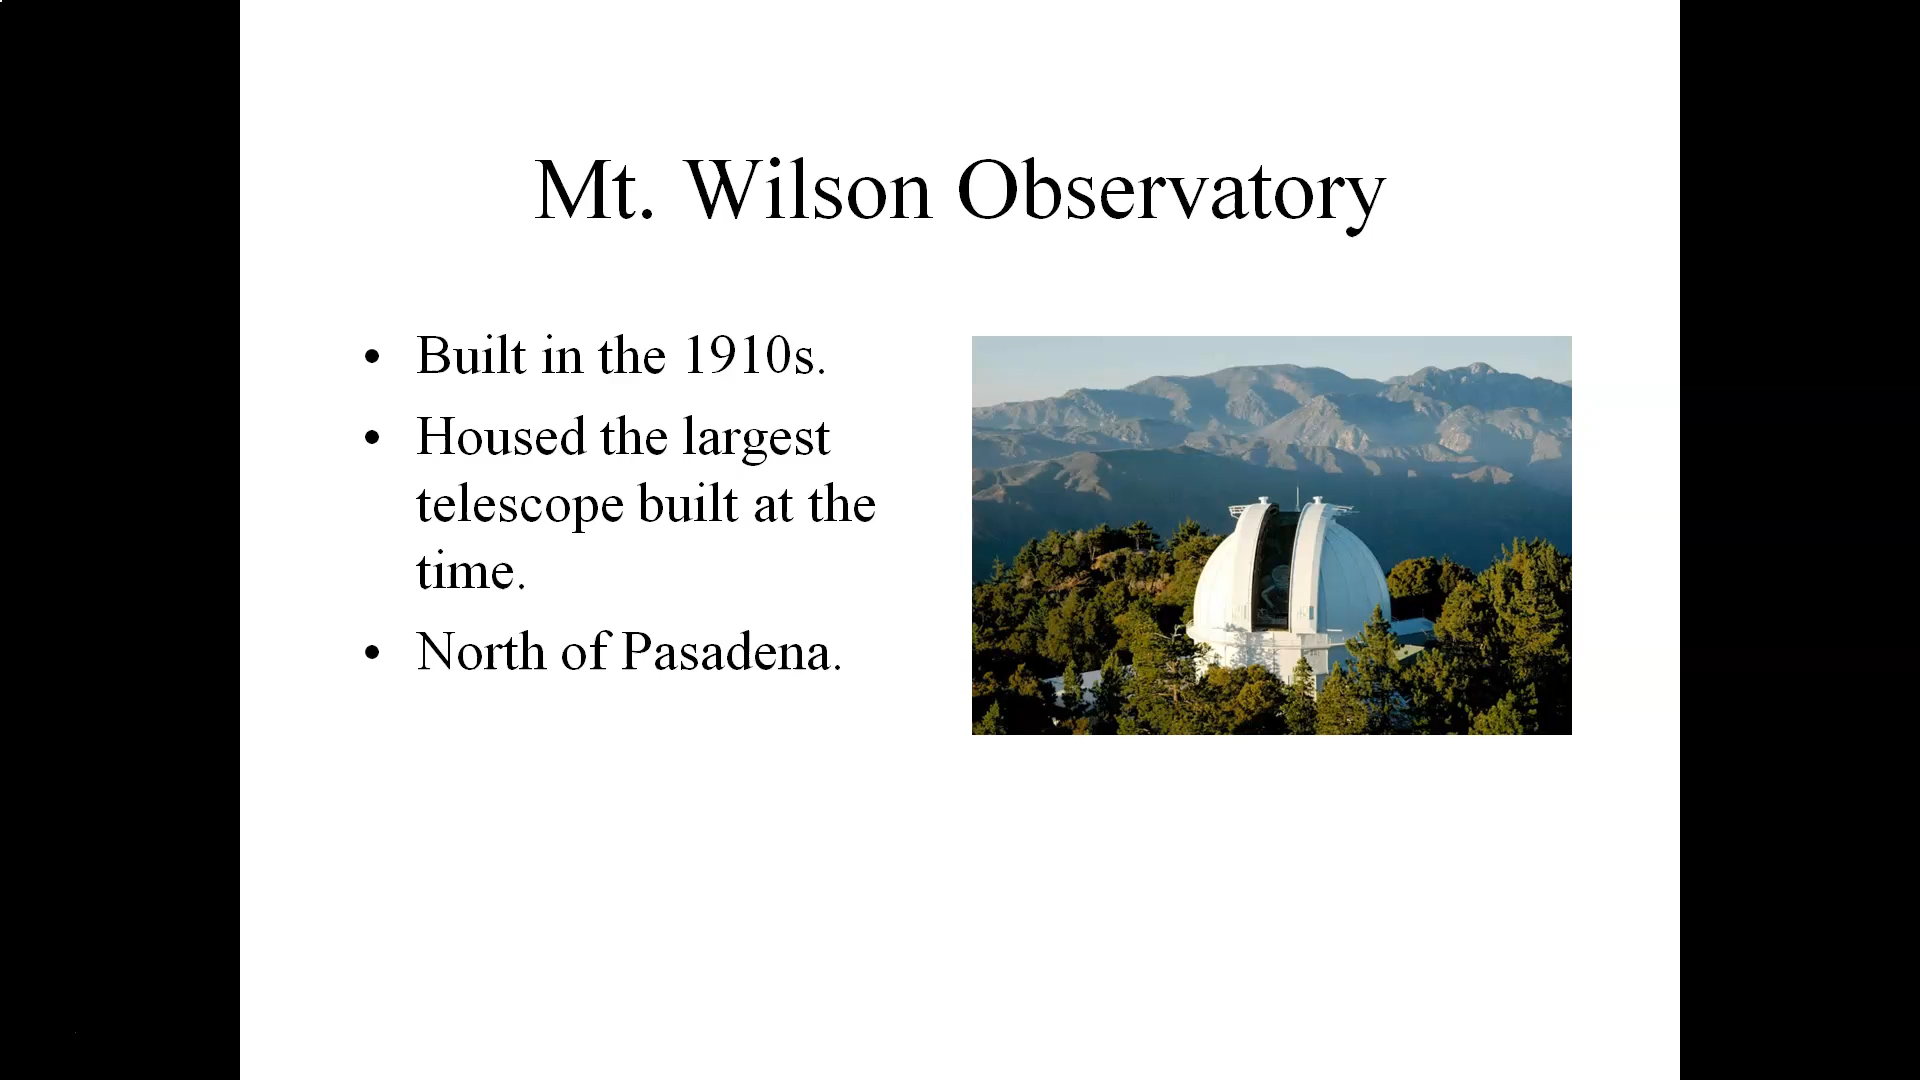 Mt. Wilson Observatory
• Built in the 1910s.
• Housed the largest
telescope built at the
time.
• North of Pasadena.